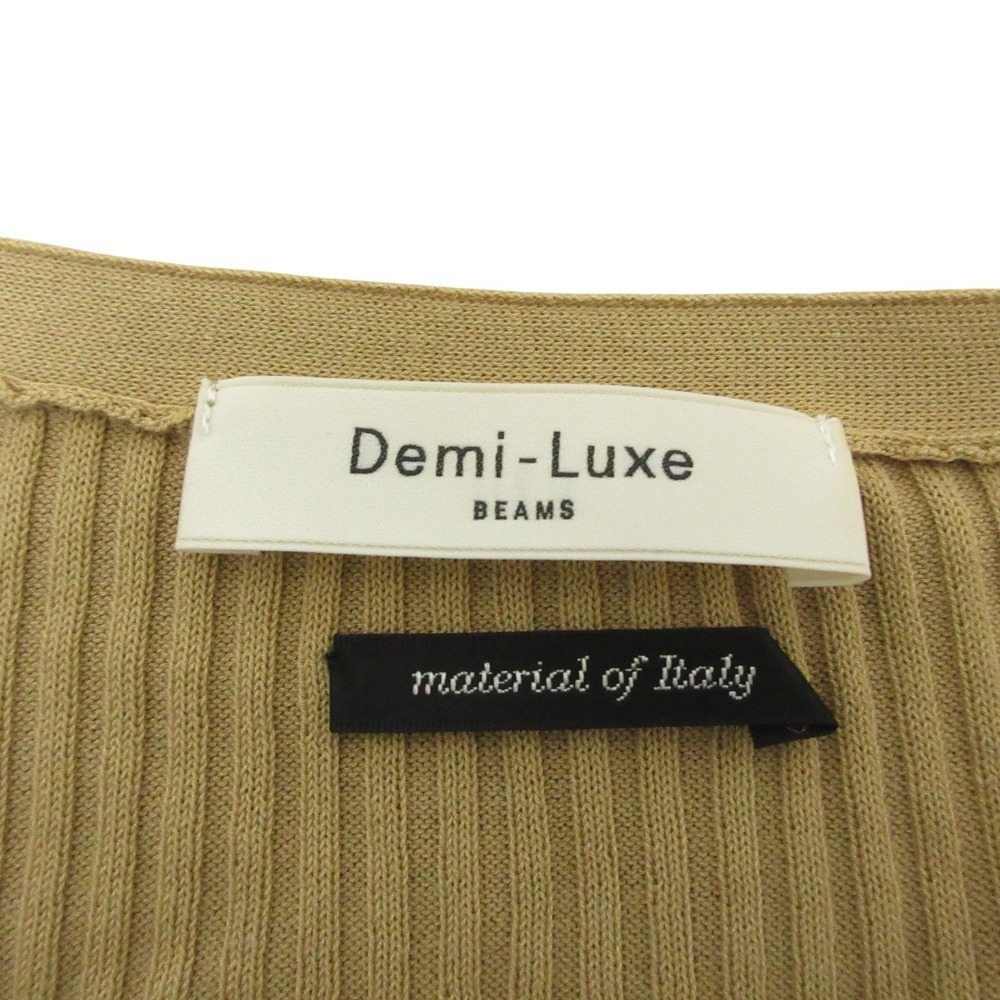 Demi-Luxe
BEAMS
material of Italy